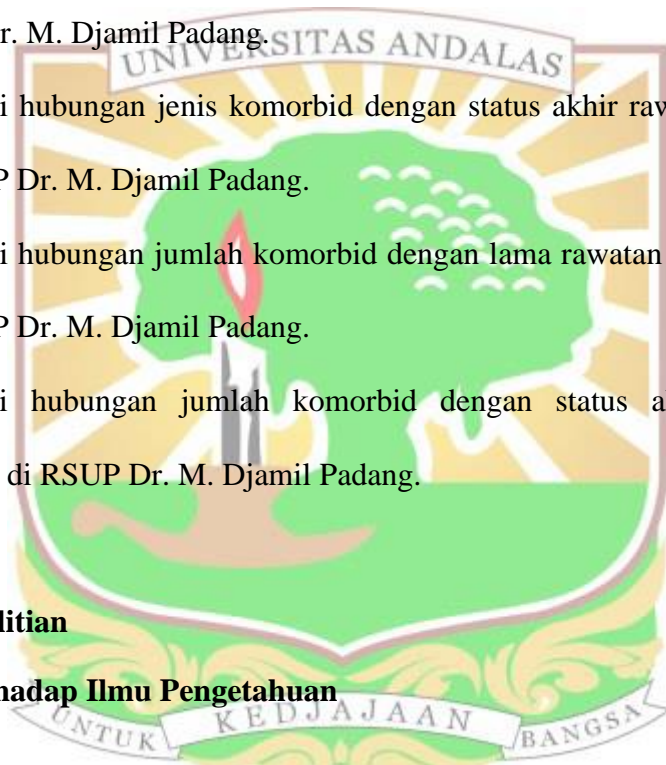 r. M. Djamil Padang.
UNIVERSITAS ANDALAS
i hubungan jenis komorbid dengan status akhir raw
P Dr. M. Djamil Padang.
i hubungan jumlah komorbid dengan lama rawatan
P Dr. M. Djamil Padang.
i hubungan jumlah komorbid dengan status a
di RSUP Dr. M. Djamil Padang.
litian
hadap Ilmu Pengetahuan
UNTUK KEDJAJAAN BANGSA